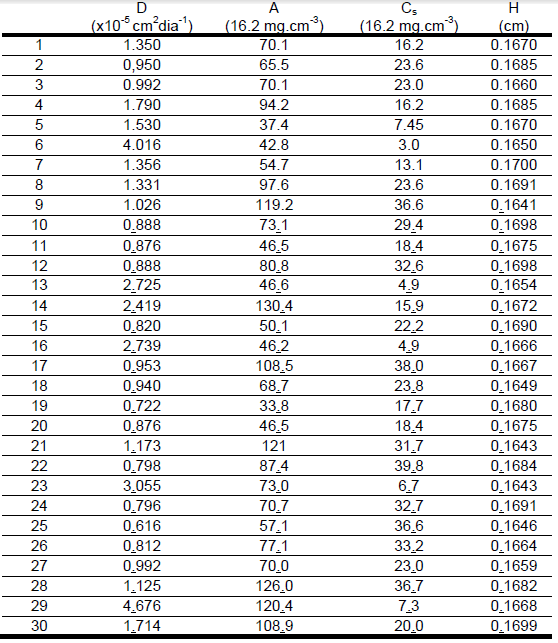 D A Cₛ H
(x10⁻⁵ cm²dia⁻¹) (16.2 mg.cm⁻³) (16.2 mg.cm⁻³) (cm)
1 1.350 70.1 16.2 0.1670
2 0,950 65.5 23.6 0.1685
3 0.992 70.1 23.0 0.1660
4 1.790 94.2 16.2 0.1685
5 1.530 37.4 7.45 0.1670
6 4.016 42.8 3.0 0.1650
7 1.356 54.7 13.1 0.1700
8 1.331 97.6 23.6 0.1691
9 1.026 119.2 36.6 0.1641
10 0.888 73.1 29.4 0.1698
11 0.876 46.5 18.4 0.1675
12 0.888 80.8 32.6 0.1698
13 2.725 46.6 4.9 0.1654
14 2.419 130.4 15.9 0.1672
15 0.820 50.1 22.2 0.1690
16 2.739 46.2 4.9 0.1666
17 0.953 108.5 38.0 0.1667
18 0.940 68.7 23.8 0.1649
19 0.722 33.8 17.7 0.1680
20 0.876 46.5 18.4 0.1675
21 1.173 121 31.7 0.1643
22 0.798 87.4 39.8 0.1684
23 3.055 73.0 6.7 0.1643
24 0.796 70.7 32.7 0.1691
25 0.616 57.1 36.6 0.1646
26 0.812 77.1 33.2 0.1664
27 0.992 70.0 23.0 0.1659
28 1.125 126.0 36.7 0.1682
29 4.676 120.4 7.3 0.1668
30 1.714 108.9 20.0 0.1699